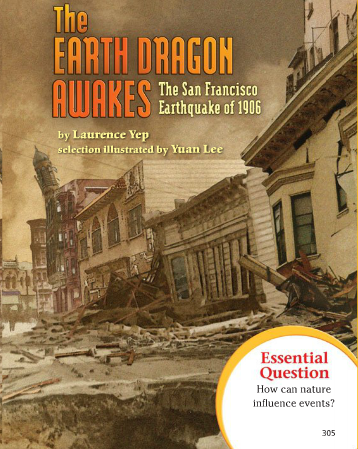 The
EARTH DRAGON
AWAKES
The San Francisco
Earthquake of 1906
by Laurence Yep
selection illustrated by Yuan Lee
Essential
Question
How can nature
influence events?
305